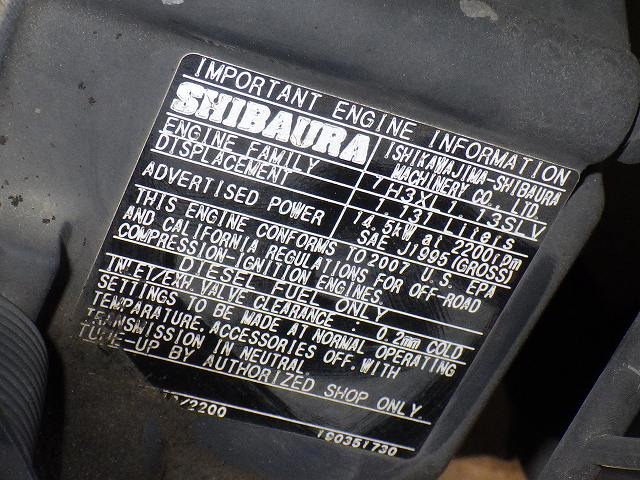 IMPORTANT ENGINE INFORMATION
SHIBAURA ISHIKAWAJIMA-SHIBAURA
MACHINERY CO., LTD.
ENGINE FAMILY 7H3XL1.13SLV
DISPLACEMENT 1.131 Liters
ADVERTISED POWER 14.5kW at 2200rpm
SAE J1995(GROSS)
THIS ENGINE CONFORMS TO 2007 U.S. EPA
AND CALIFORNIA REGULATIONS FOR OFF-ROAD
COMPRESSION-IGNITION ENGINES.
DIESEL FUEL ONLY
INLET/EXH. VALVE CLEARANCE : 0.2mm COLD
SETTINGS TO BE MADE AT NORMAL OPERATING
TEMPARATURE, ACCESSORIES OFF, WITH
TRANSMISSION IN NEUTRAL
TUNE-UP BY AUTHORIZED SHOP ONLY.
/2200 100351730